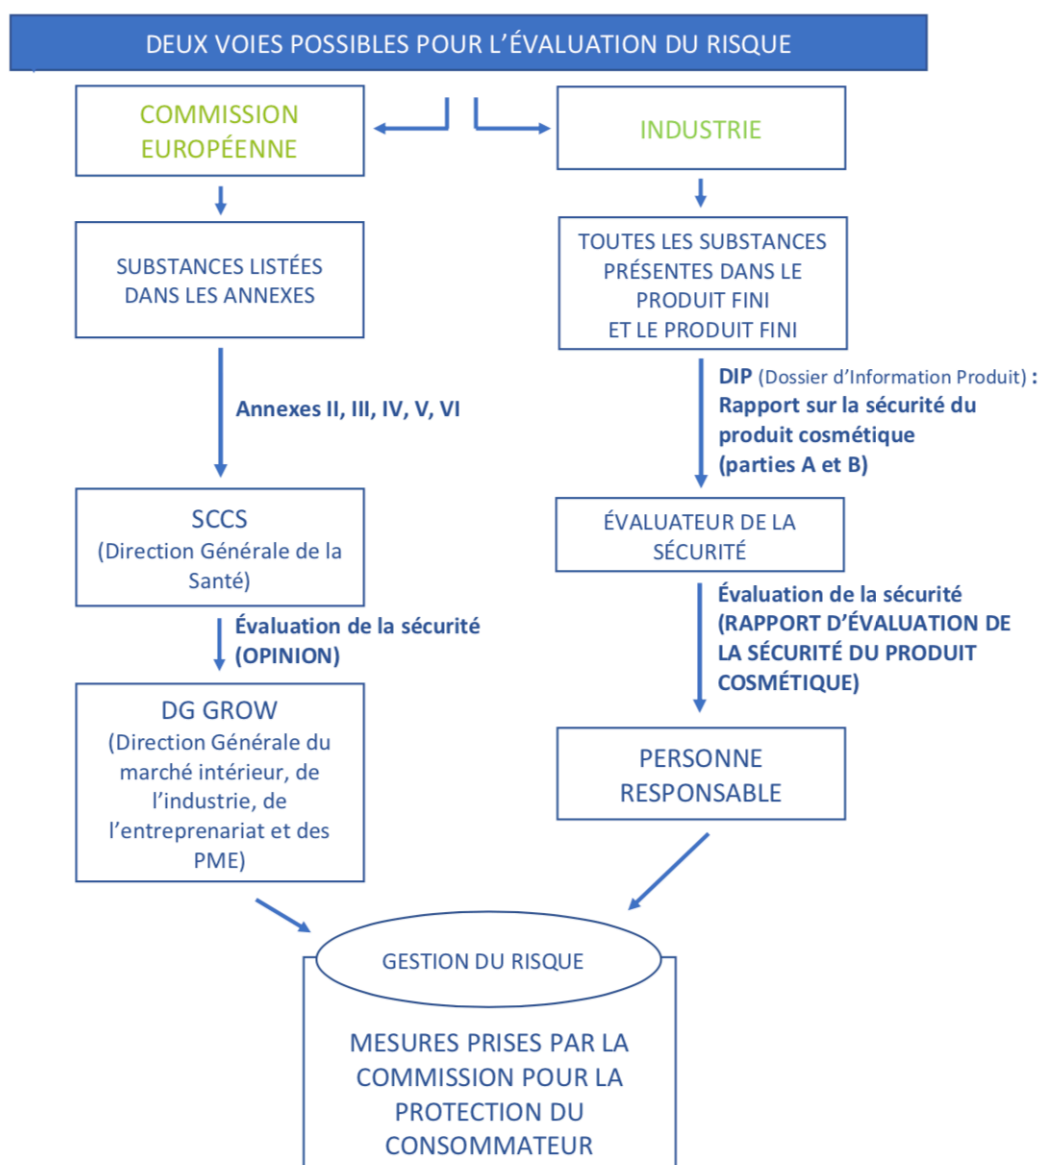 DEUX VOIES POSSIBLES POUR L'ÉVALUATION DU RISQUE
COMMISSION
EUROPÉENNE
SUBSTANCES LISTÉES
DANS LES ANNEXES
Annexes II, III, IV, V, VI
SCCS
(Direction Générale de la
Santé)
Évaluation de la sécurité
(OPINION)
DG GROW
(Direction Générale du
marché intérieur, de
l'industrie, de
l'entreprenariat et des
PME)
INDUSTRIE
TOUTES LES SUBSTANCES
PRÉSENTES DANS LE
PRODUIT FINI
ET LE PRODUIT FINI
DIP (Dossier d'Information Produit) :
Rapport sur la sécurité du
produit cosmétique
(parties A et B)
ÉVALUATEUR DE LA
SÉCURITÉ
Évaluation de la sécurité
(RAPPORT D'ÉVALUATION DE
LA SÉCURITÉ DU PRODUIT
COSMÉTIQUE)
PERSONNE
RESPONSABLE
GESTION DU RISQUE
MESURES PRISES PAR LA
COMMISSION POUR LA
PROTECTION DU
CONSOMMATEUR